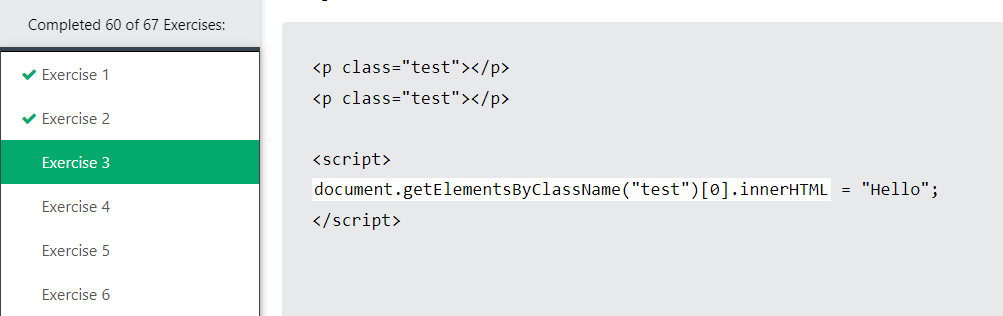 Completed 60 of 67 Exercises:
Exercise 1
Exercise 2
Exercise 3
Exercise 4
Exercise 5
Exercise 6
<p class="test"></p>
<p class="test"></p>
<script>
document.getElementsByClassName("test")[0].innerHTML = "Hello";
</script>